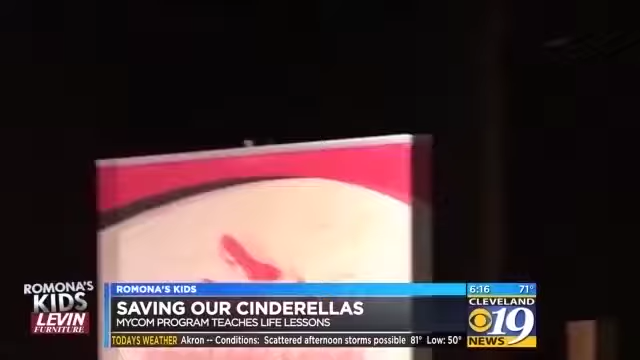 ROMONA'S
KIDS
LEVIN
FURNITURE
ROMONA'S KIDS
SAVING OUR CINDERELLAS
MYCOM PROGRAM TEACHES LIFE LESSONS
TODAYS WEATHER Akron -- Conditions: Scattered afternoon storms possible 81° Low: 50°
6:16 71°
CLEVELAND
19
NEWS